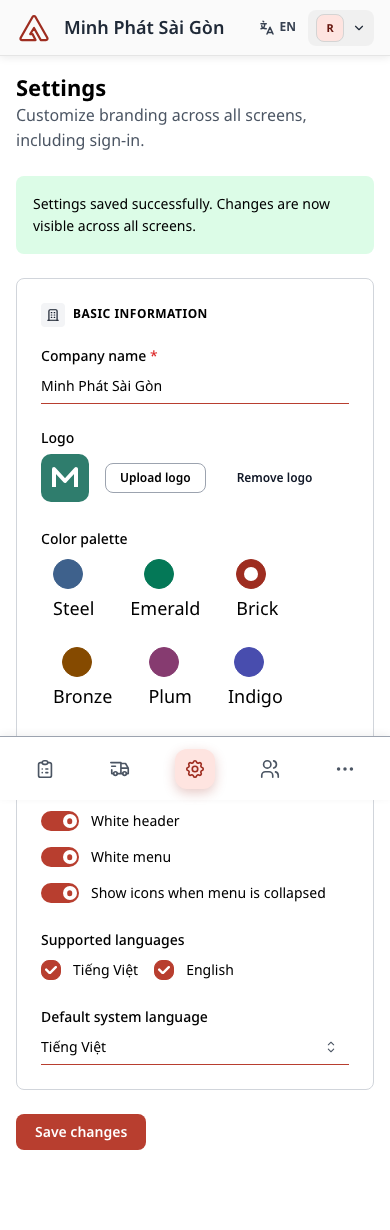 Minh Phát Sài Gòn
EN
R
Settings
Customize branding across all screens,
including sign-in.
Settings saved successfully. Changes are now
visible across all screens.
BASIC INFORMATION
Company name *
Minh Phát Sài Gòn
Logo
M
Upload logo
Remove logo
Color palette
Steel
Emerald
Brick
Bronze
Plum
Indigo
White header
White menu
Show icons when menu is collapsed
Supported languages
Tiếng Việt
English
Default system language
Tiếng Việt
Save changes